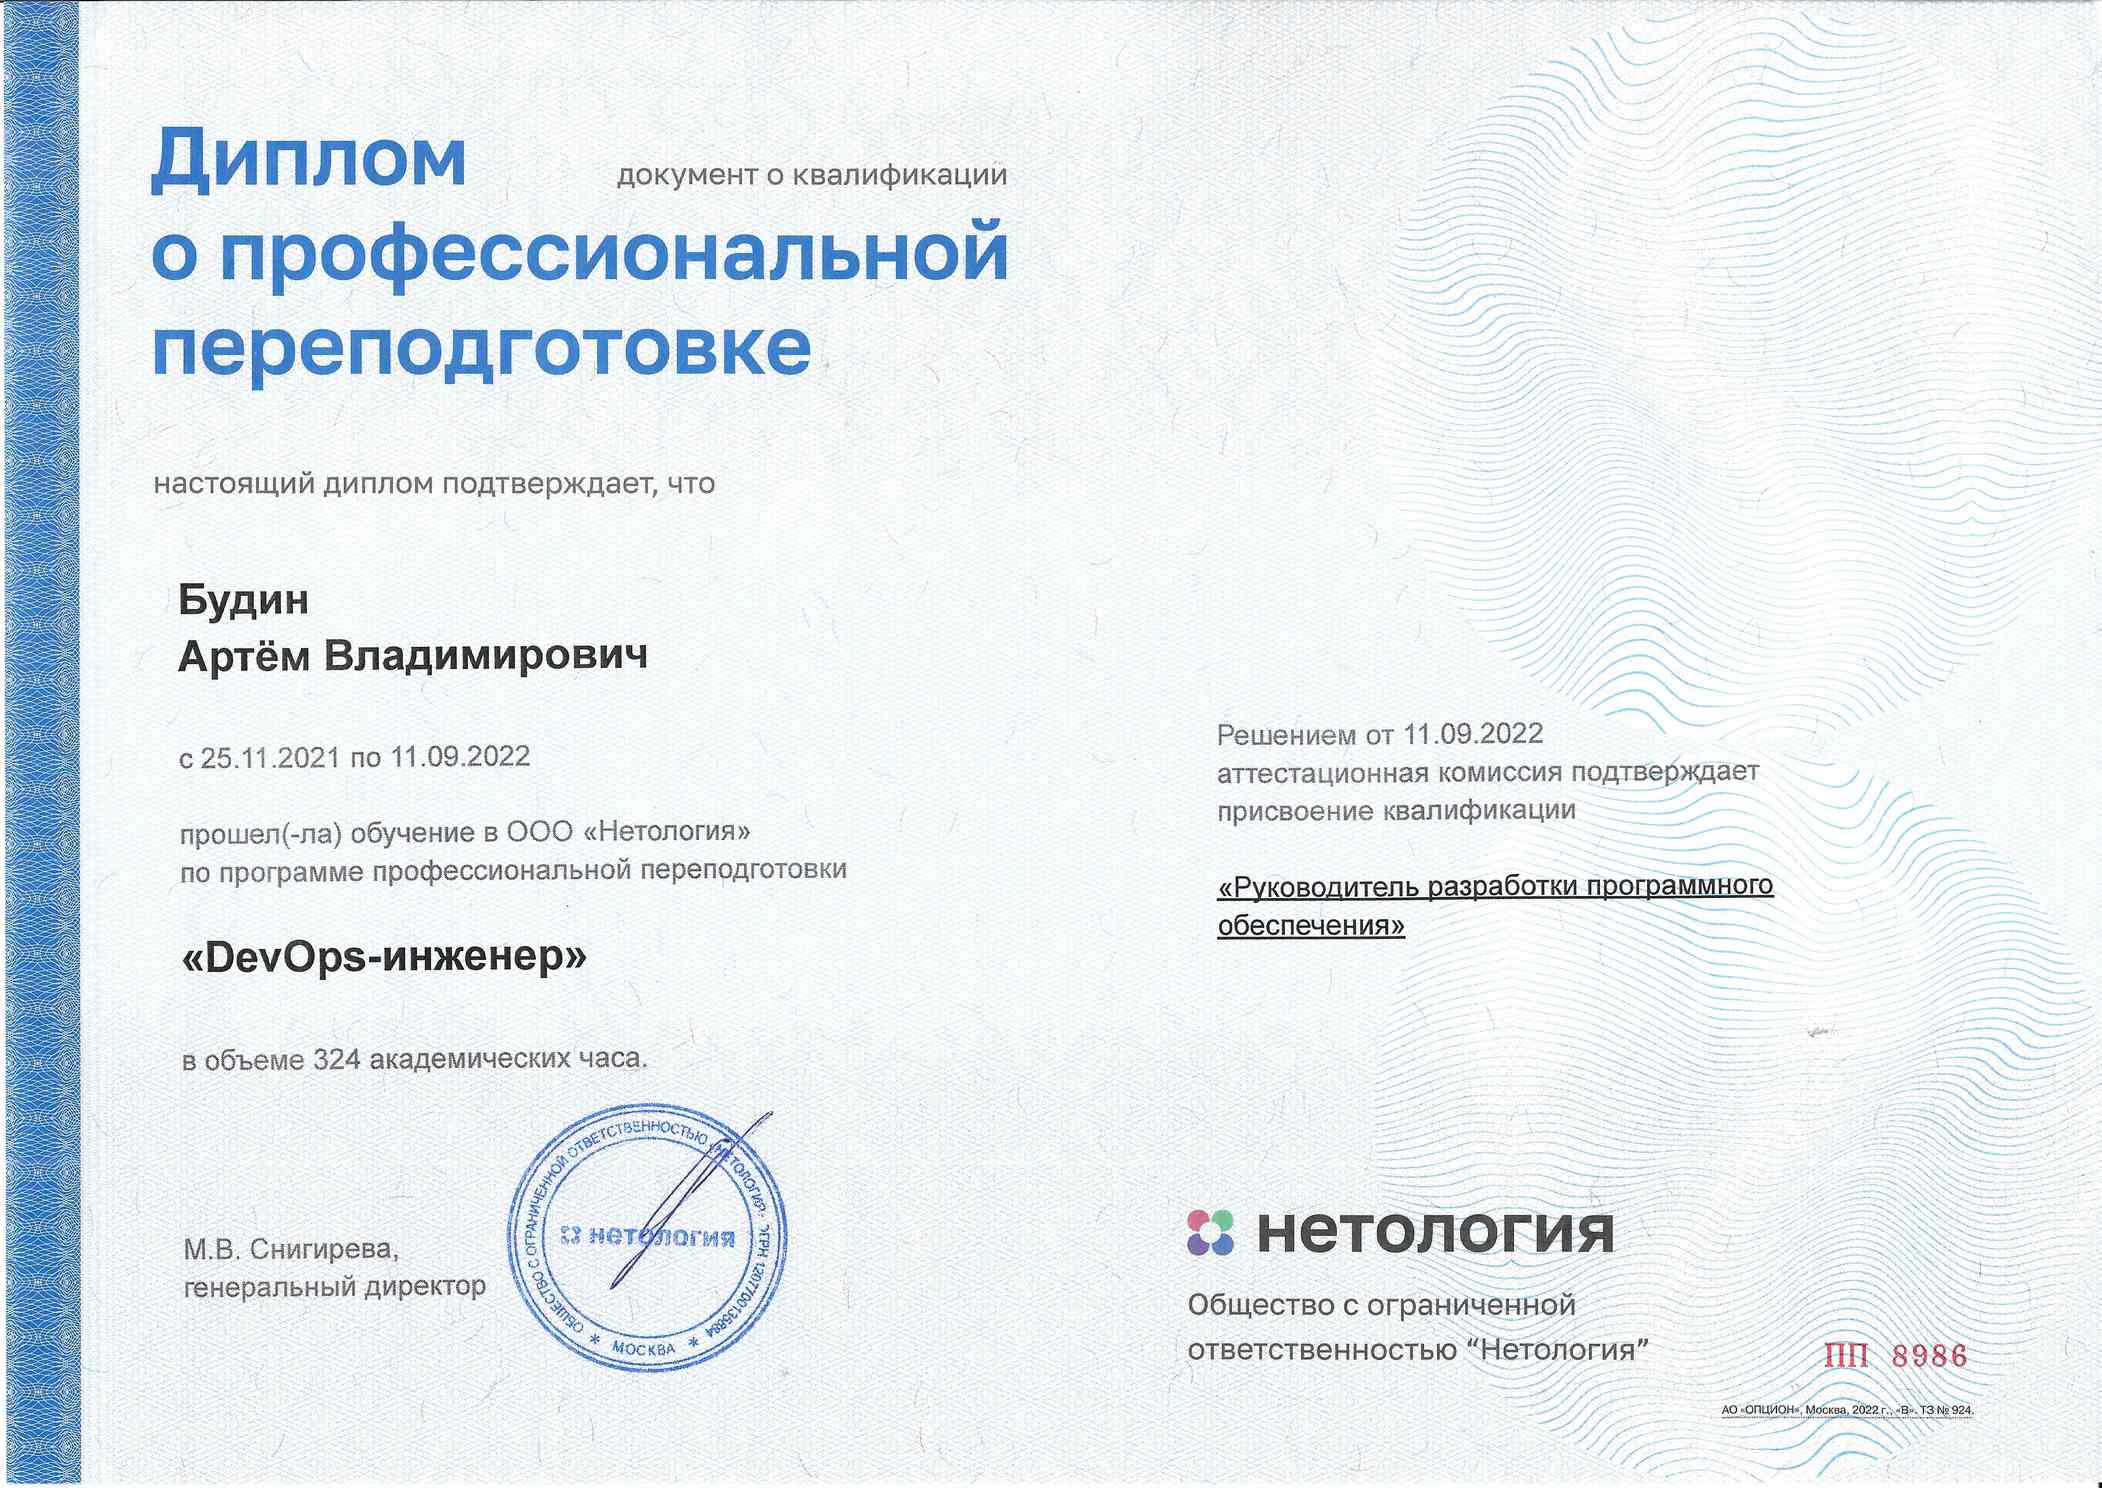 Диплом
документ о квалификации
о профессиональной
переподготовке
настоящий диплом подтверждает, что
Будин
Артём Владимирович
с 25.11.2021 по 11.09.2022
прошел(-ла) обучение в ООО «Нетология»
по программе профессиональной переподготовки
«DevOps-инженер»
в объеме 324 академических часа.
М.В. Снигирева,
генеральный директор
ОБЩЕСТВО С ОГРАНИЧЕННОЙ ОТВЕТСТВЕННОСТЬЮ «НЕТОЛОГИЯ»
нетология
* МОСКВА *
Решением от 11.09.2022
аттестационная комиссия подтверждает
присвоение квалификации
«Руководитель разработки программного
обеспечения»
нетология
Общество с ограниченной
ответственностью “Нетология”
ПП 8986
АО «ОПЦИОН», Москва, 2022 г., «В». ТЗ № 924.